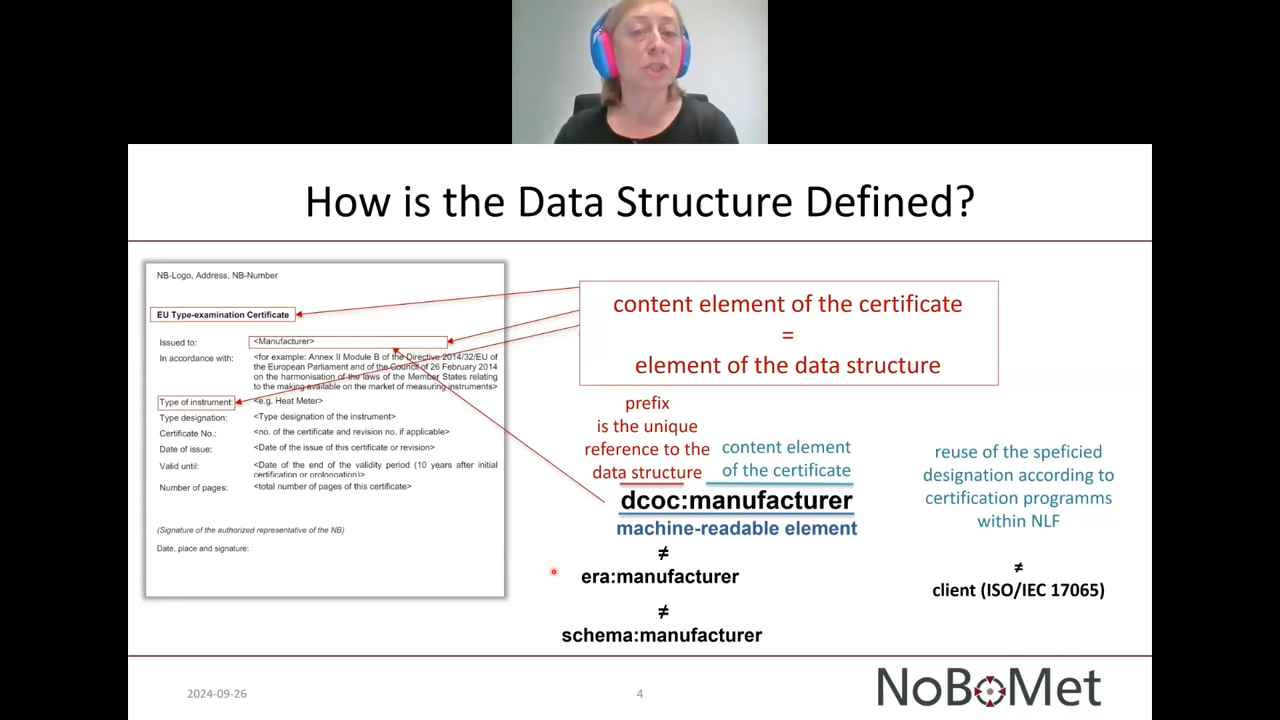 How is the Data Structure Defined?
NB-Logo, Address, NB-Number
EU Type-examination Certificate
Issued to: <Manufacturer>
In accordance with: <for example: Annex II Module B of the Directive 2014/32/EU of
the European Parliament and of the Council of 26 February 2014
on the harmonisation of the laws of the Member States relating
to the making available on the market of measuring instruments>
Type of instrument: <e.g. Heat Meter>
Type designation: <Type designation of the instrument>
Certificate No.: <no. of the certificate and revision no, if applicable>
Date of issue: <Date of the issue of this certificate or revision>
Valid until: <Date of the end of the validity period (10 years after initial
certification or prolongation)>
Number of pages: <total number of pages of this certificate>
(Signature of the authorized representative of the NB)
Date, place and signature:
content element of the certificate
=
element of the data structure
prefix
is the unique
reference to the
data structure
content element
of the certificate
dcoc:manufacturer
machine-readable element
≠
era:manufacturer
≠
schema:manufacturer
reuse of the speficied
designation according to
certification programms
within NLF
≠
client (ISO/IEC 17065)
2024-09-26
4
NoBoMet